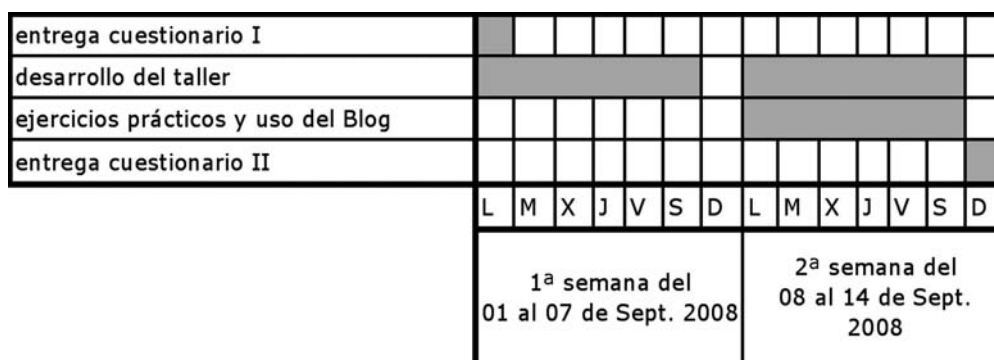 entrega cuestionario I
desarrollo del taller
ejercicios prácticos y uso del Blog
entrega cuestionario II
L M X J V S D L M X J V S D
1ª semana del
01 al 07 de Sept. 2008
2ª semana del
08 al 14 de Sept.
2008